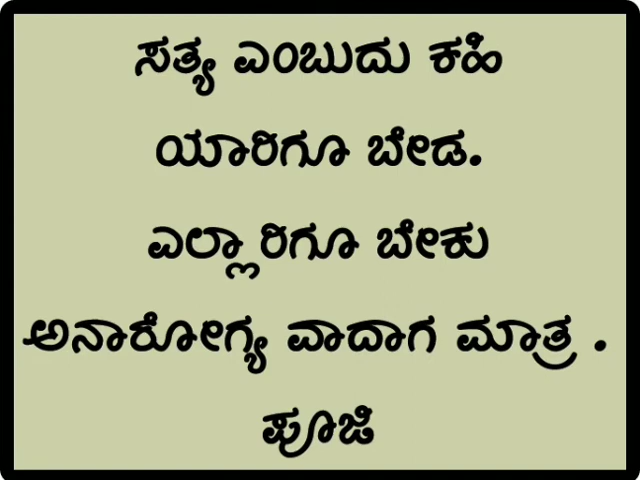 ಸತ್ಯ ಎಂಬುದು ಕಹಿ
ಯಾರಿಗೂ ಬೇಡ.
ಎಲ್ಲಾರಿಗೂ ಬೇಕು
ಅನಾರೋಗ್ಯ ವಾದಾಗ ಮಾತ್ರ .
ಪೂಜಿ